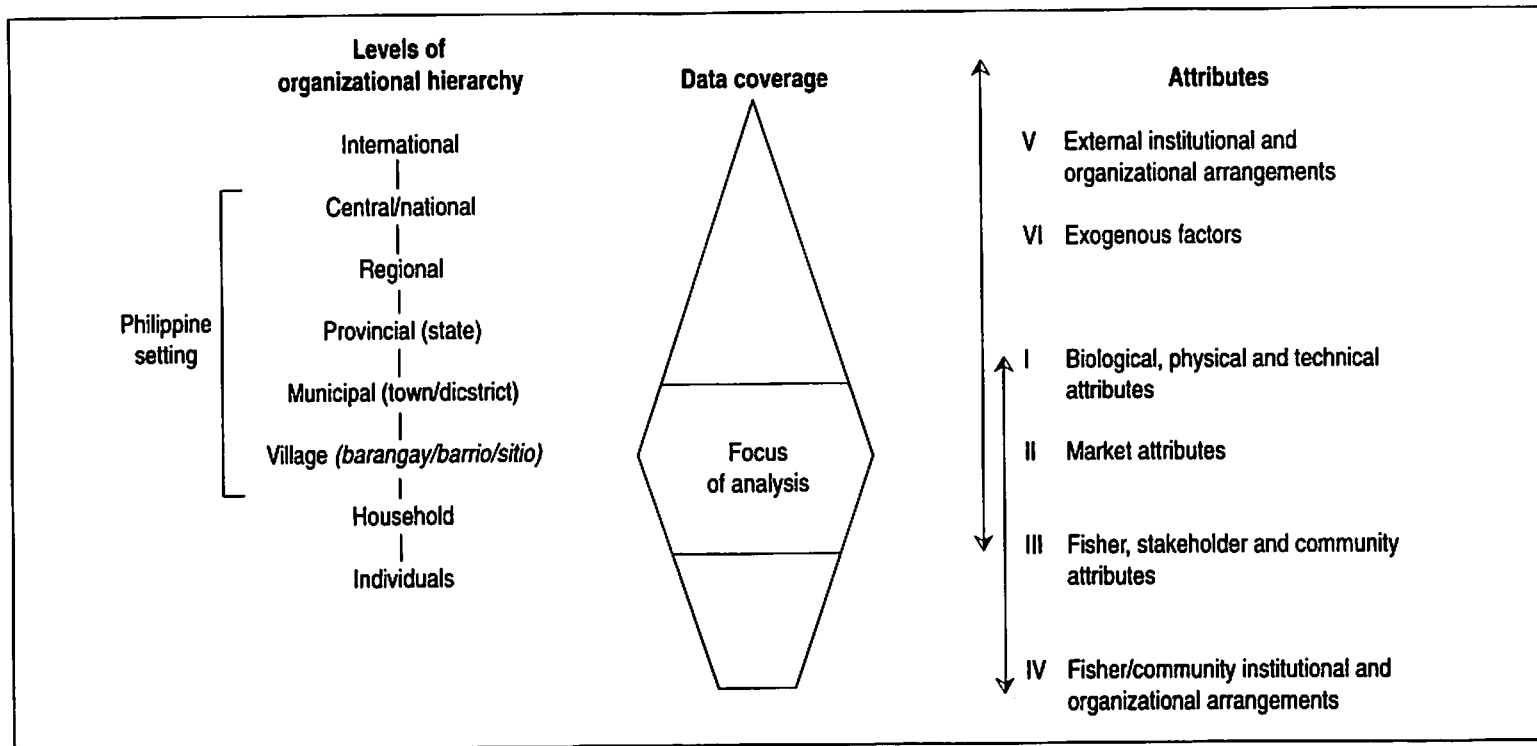 Levels of
organizational hierarchy
International
Central/national
Regional
Provincial (state)
Municipal (town/dicstrict)
Village (barangay/barrio/sitio)
Household
Individuals
Philippine
setting
Data coverage
Focus
of analysis
Attributes
V External institutional and
organizational arrangements
VI Exogenous factors
I Biological, physical and technical
attributes
II Market attributes
III Fisher, stakeholder and community
attributes
IV Fisher/community institutional and
organizational arrangements